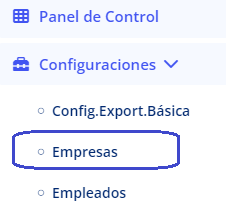 Panel de Control
Configuraciones
Config.Export.Básica
Empresas
Empleados